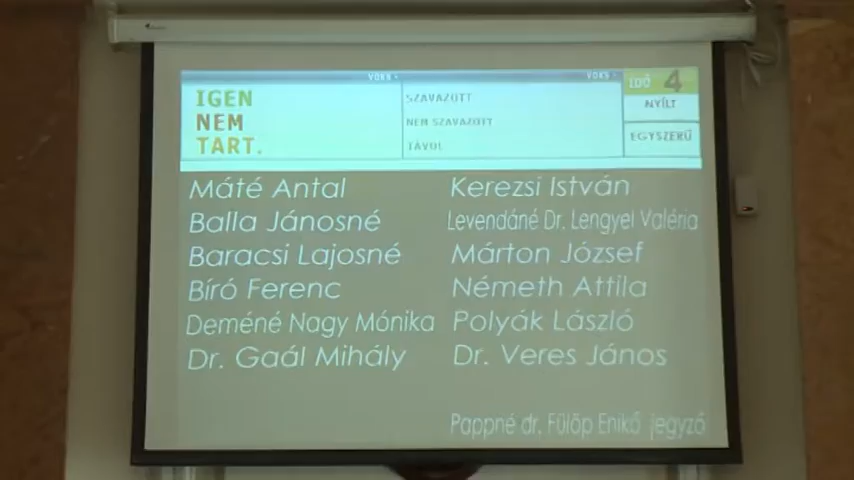 VOKS
VOKS
IDŐ 4
IGEN
NEM
TART.
SZAVAZOTT
NEM SZAVAZOTT
TÁVOL
NYÍLT
EGYSZERŰ
Máté Antal
Kerezsi István
Balla Jánosné
Levendáné Dr. Lengyel Valéria
Baracsi Lajosné
Márton József
Bíró Ferenc
Németh Attila
Deméné Nagy Mónika
Polyák László
Dr. Gaál Mihály
Dr. Veres János
Pappné dr. Fülöp Enikő jegyző